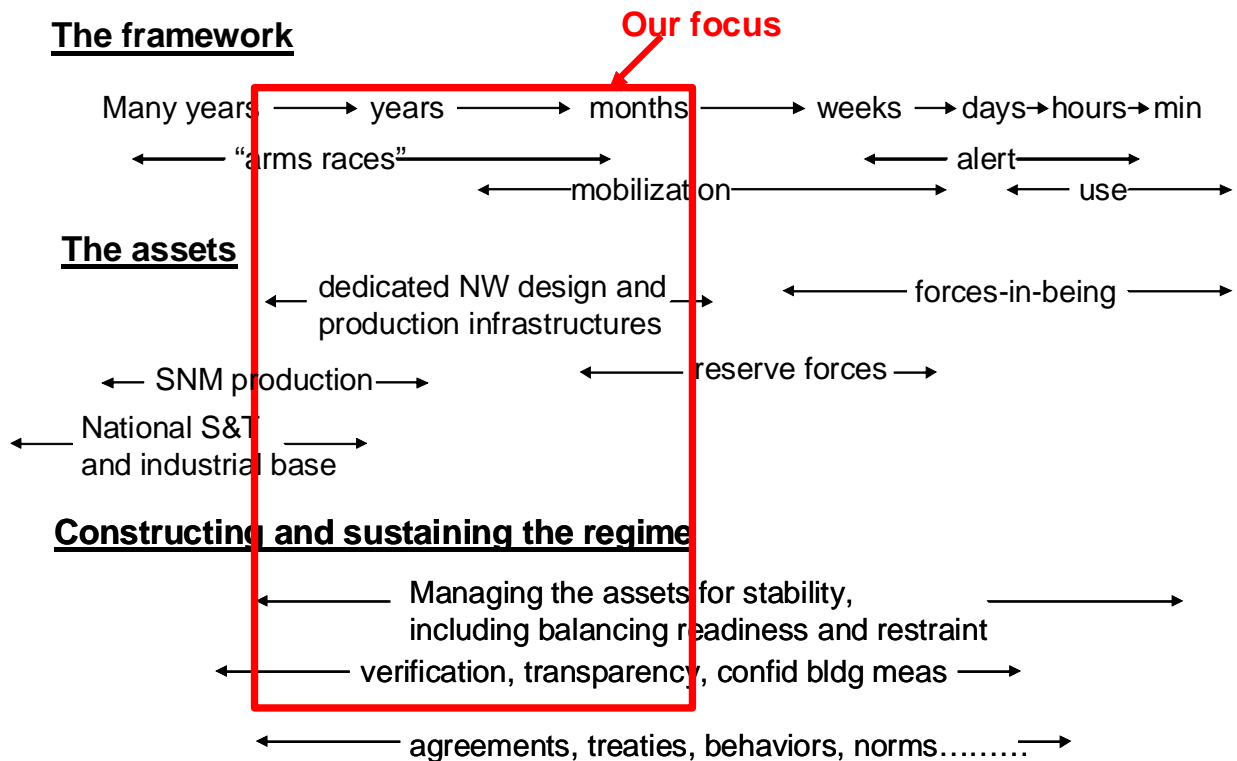 The framework
Our focus
Many years years months weeks days hours min
“arms races” alert
mobilization use
The assets
dedicated NW design and
production infrastructures
forces-in-being
SNM production reserve forces
National S&T
and industrial base
Constructing and sustaining the regime
Managing the assets for stability,
including balancing readiness and restraint
verification, transparency, confid bldg meas
agreements, treaties, behaviors, norms.........